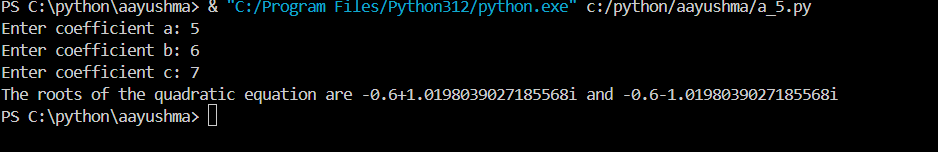 PS C:\python\aayushma> & "C:/Program Files/Python312/python.exe" c:/python/aayushma/a_5.py
Enter coefficient a: 5
Enter coefficient b: 6
Enter coefficient c: 7
The roots of the quadratic equation are -0.6+1.0198039027185568i and -0.6-1.0198039027185568i
PS C:\python\aayushma>